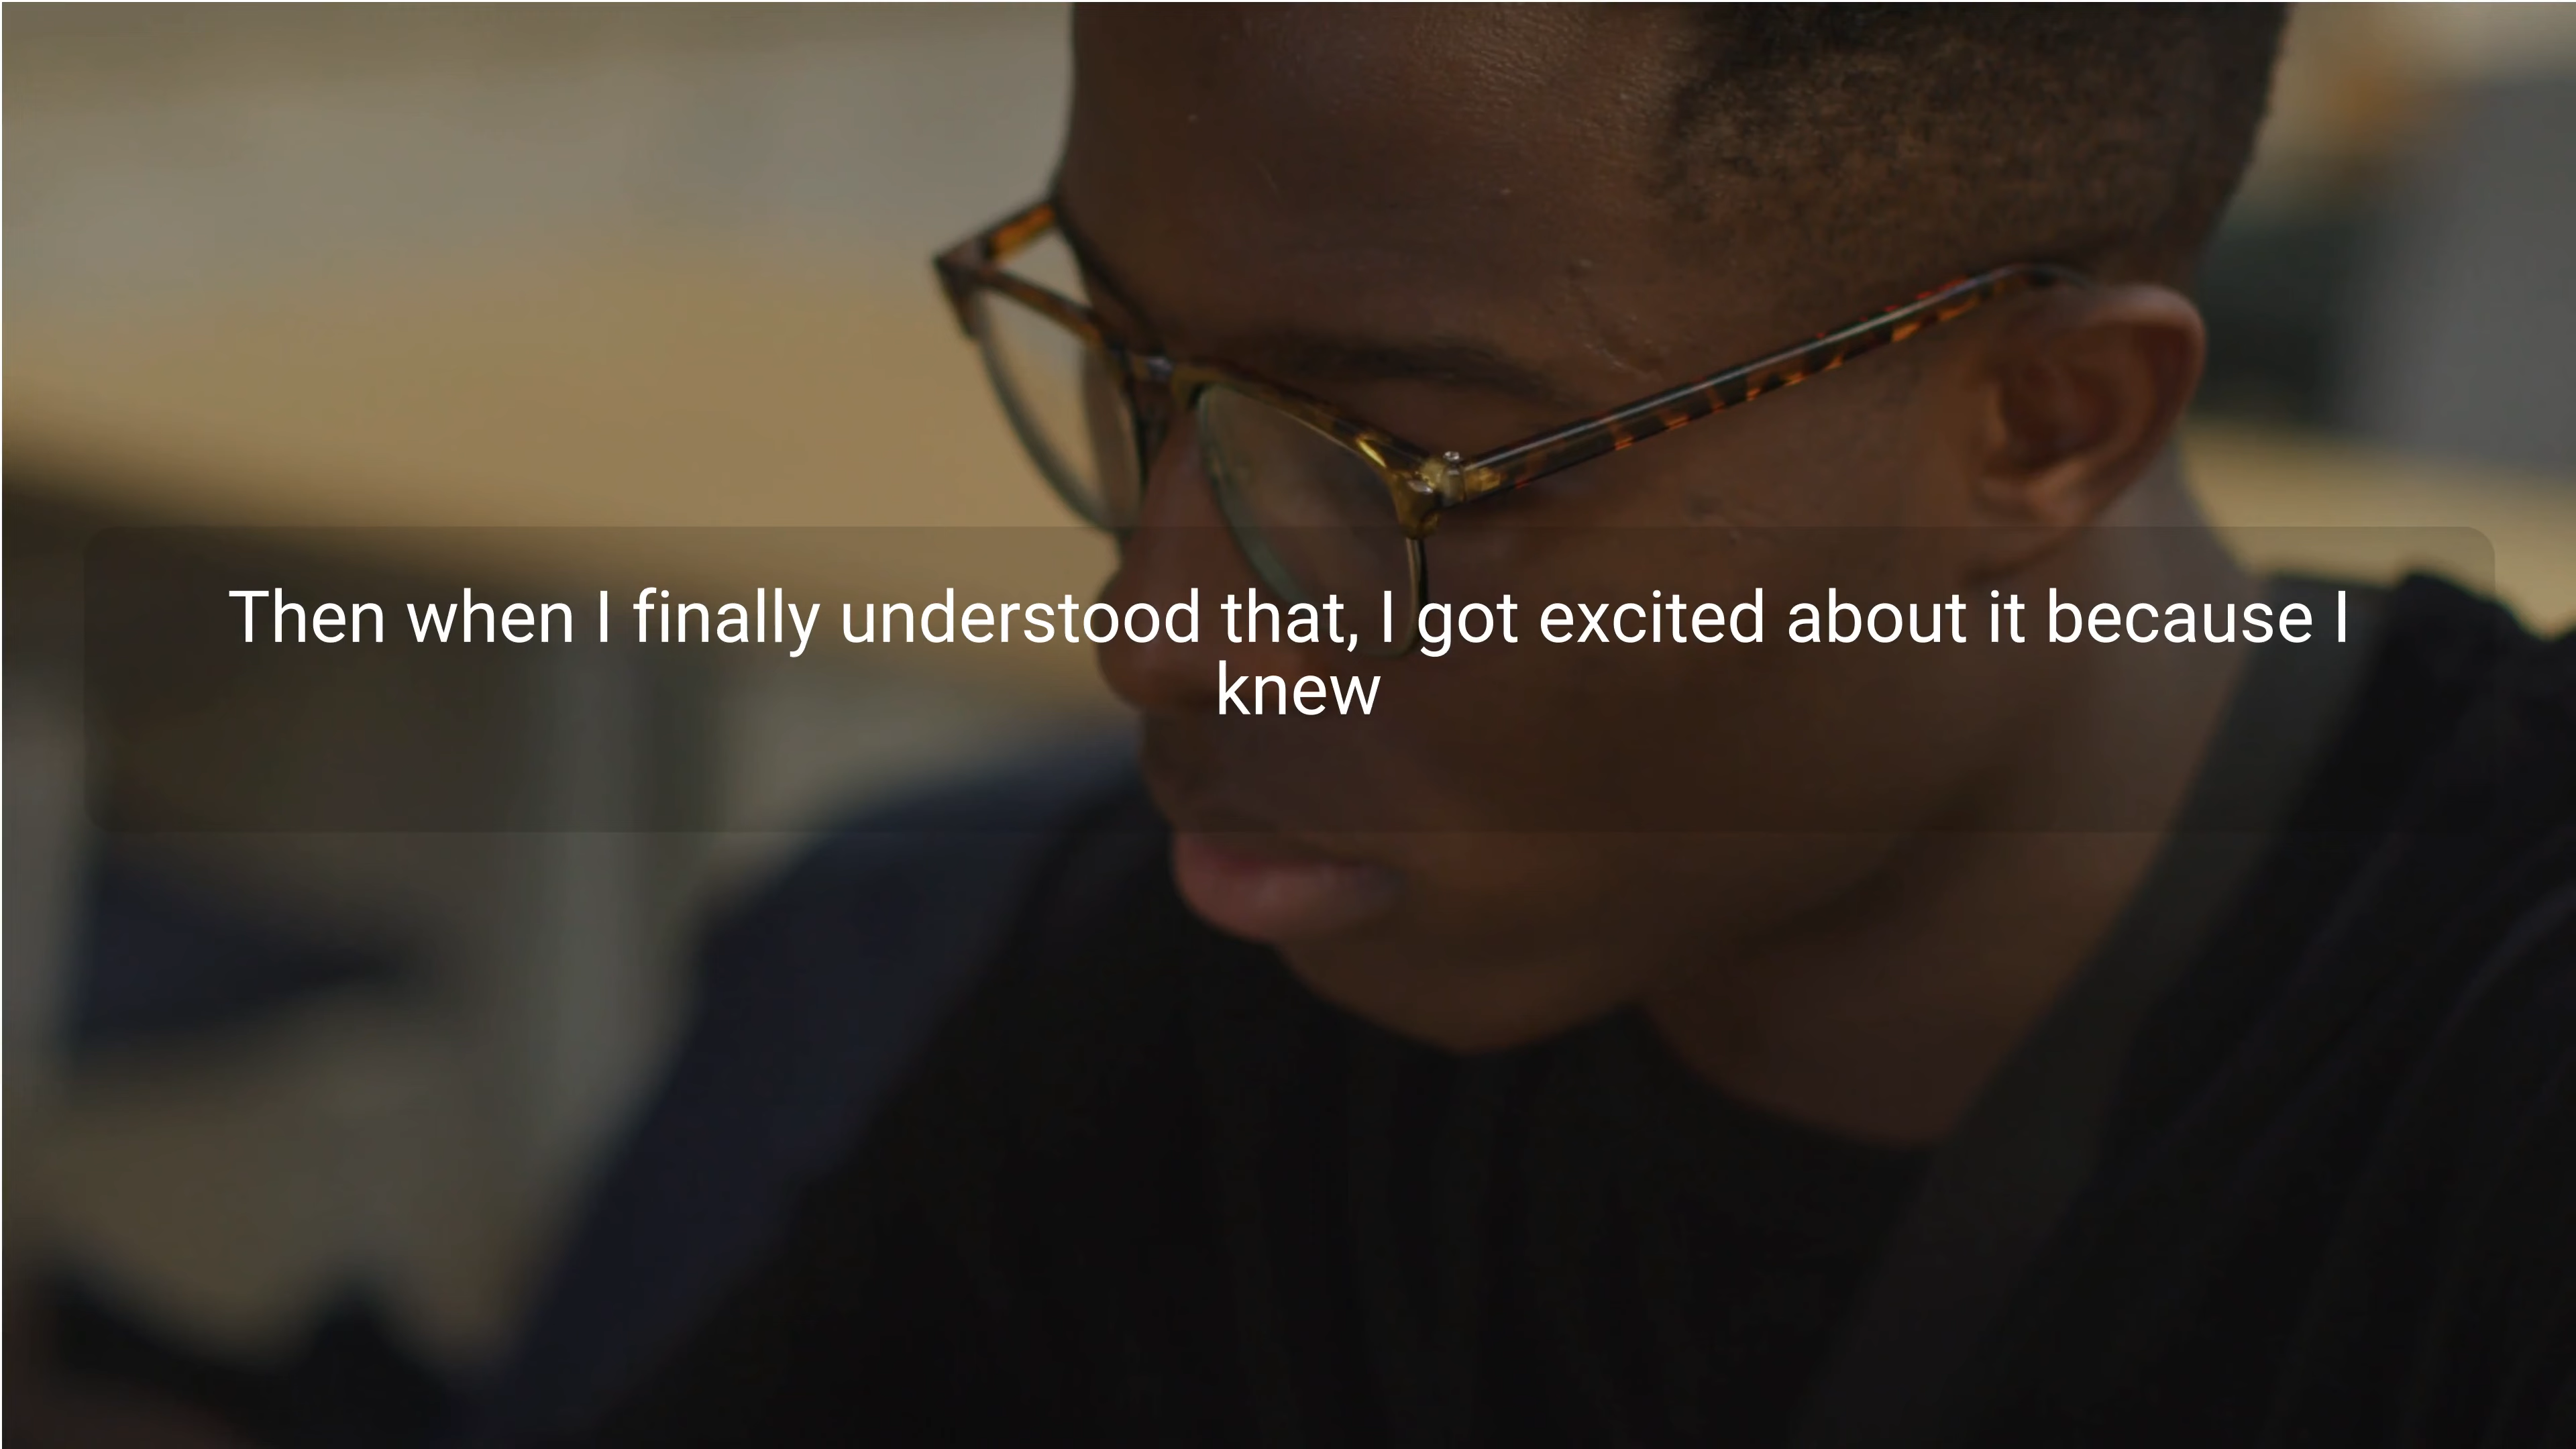 Then when I finally understood that, I got excited about it because I
knew